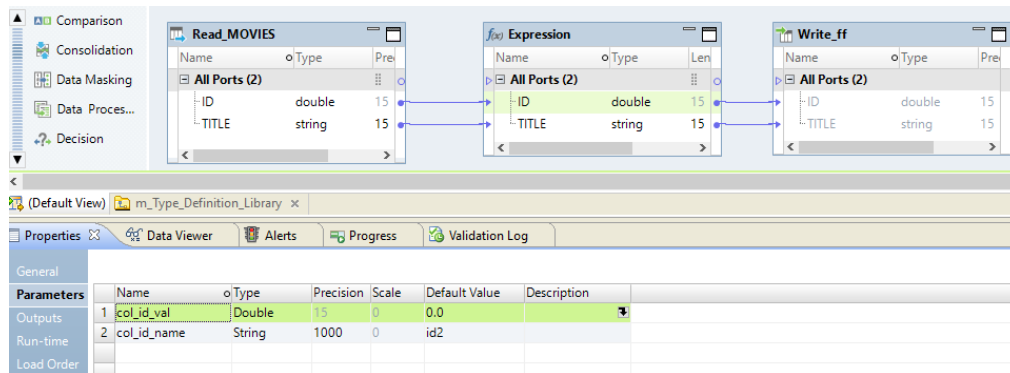 Comparison
Consolidation
Data Masking
Data Proces...
Decision
Read_MOVIES
Name Type Pre
All Ports (2)
ID double 15
TITLE string 15
f(x) Expression
Name Type Len
All Ports (2)
ID double 15
TITLE string 15
Write_ff
Name Type Pre
All Ports (2)
ID double 15
TITLE string 15
(Default View) m_Type_Definition_Library
Properties Data Viewer Alerts Progress Validation Log
General
Parameters
Outputs
Run-time
Load Order
Name Type Precision Scale Default Value Description
1 col_id_val Double 15 0 0.0
2 col_id_name String 1000 0 id2